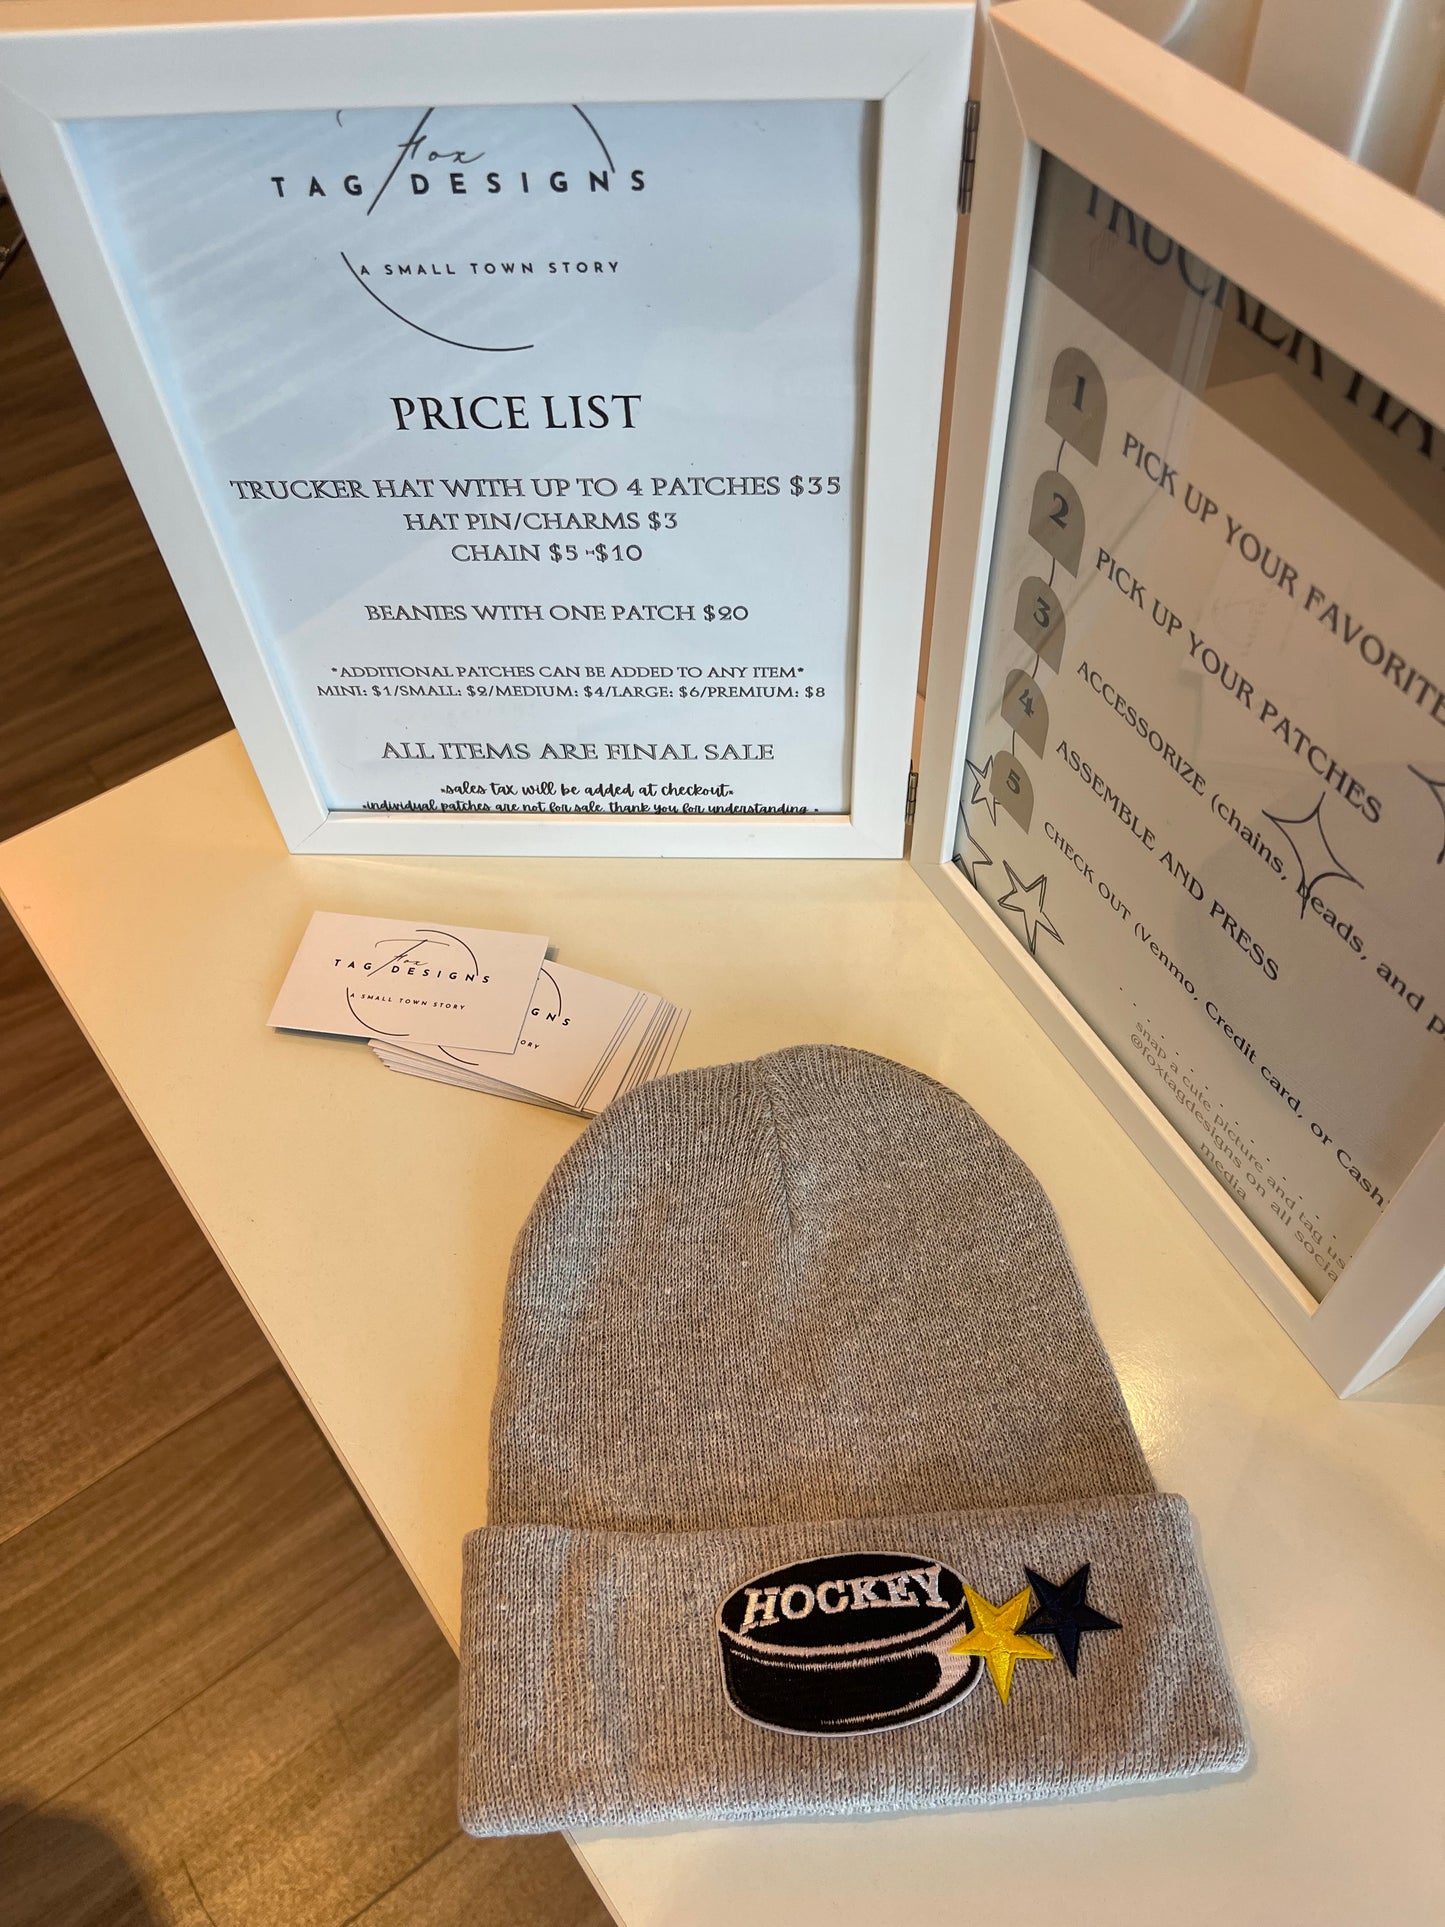 Fox
TAG DESIGNS
A SMALL TOWN STORY
PRICE LIST
TRUCKER HAT WITH UP TO 4 PATCHES $35
HAT PIN/CHARMS $3
CHAIN $5 -$10
BEANIES WITH ONE PATCH $20
*ADDITIONAL PATCHES CAN BE ADDED TO ANY ITEM*
MINI: $1/SMALL: $2/MEDIUM: $4/LARGE: $6/PREMIUM: $8
ALL ITEMS ARE FINAL SALE
*sales tax will be added at checkout*
*individual patches are not for sale, thank you for understanding *
TRUCKER HA
1
PICK UP YOUR FAVORITE
2
PICK UP YOUR PATCHES
3
ACCESSORIZE (chains, beads, and p
4
ASSEMBLE AND PRESS
5
CHECK OUT (Venmo, Credit card, or Cash
snap a cute picture and tag us
@foxtagdesigns on all social
media
Fox
TAG DESIGNS
A SMALL TOWN STORY
GNS
ORY
HOCKEY